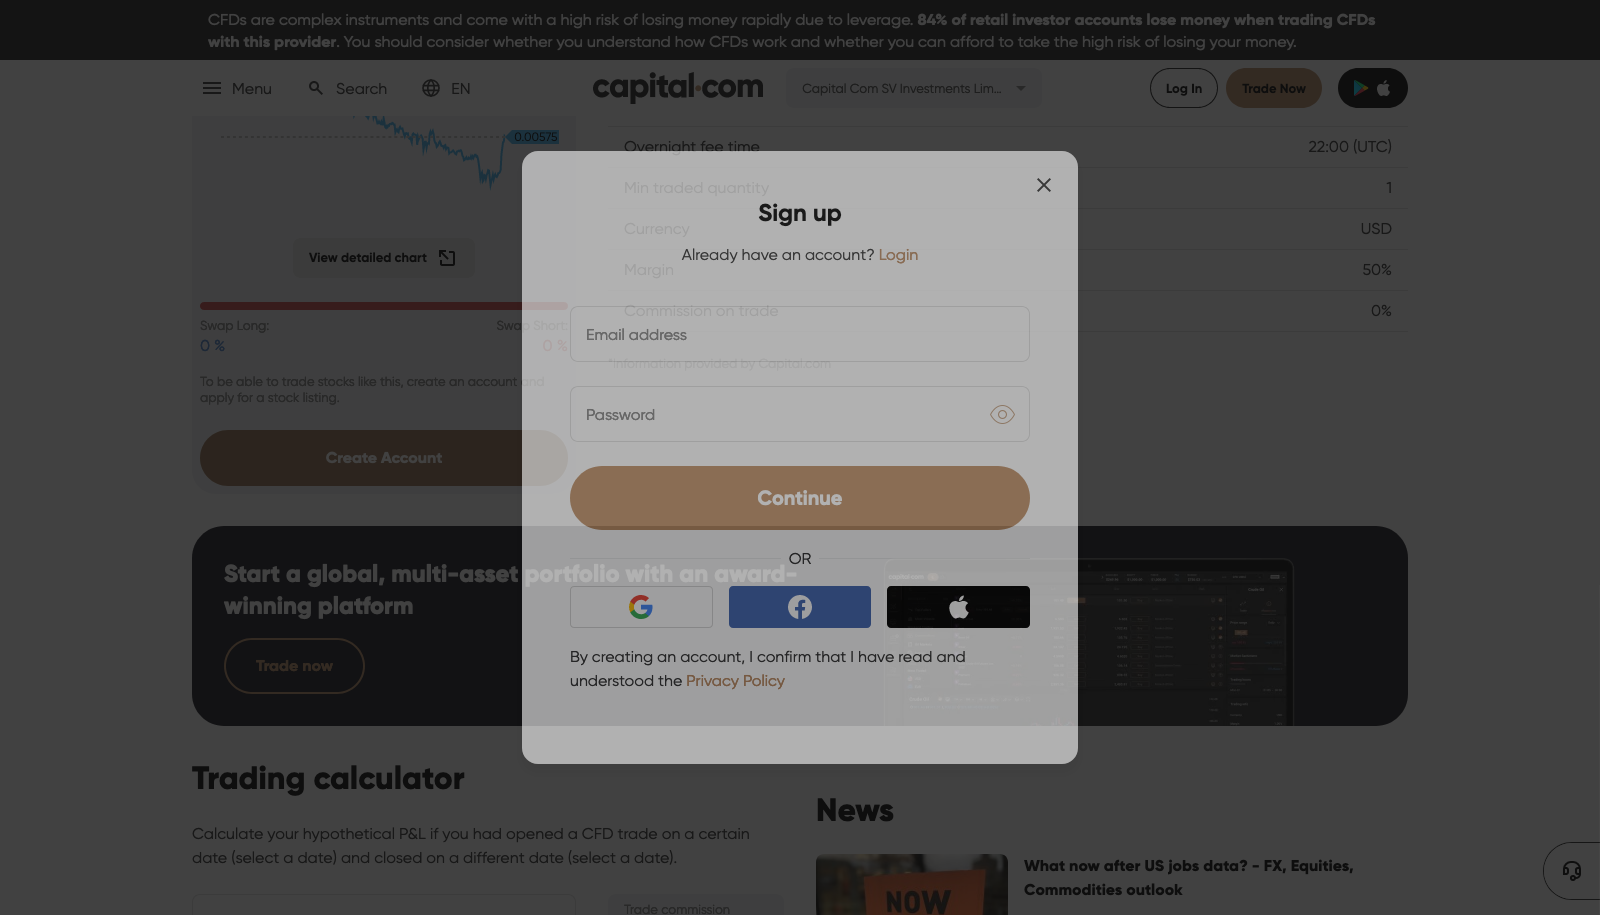 CFDs are complex instruments and come with a high risk of losing money rapidly due to leverage. 84% of retail investor accounts lose money when trading CFDs
with this provider. You should consider whether you understand how CFDs work and whether you can afford to take the high risk of losing your money.
Menu
Search
EN
capital.com
Capital Com SV Investments Lim...
Log In
Trade Now
0.00575
Overnight fee time
22:00 (UTC)
Min traded quantity
1
Currency
USD
Margin
50%
Commission on trade
0%
*Information provided by Capital.com
View detailed chart
Swap Long:
Swap Short:
0 %
0 %
To be able to trade stocks like this, create an account and
apply for a stock listing.
Create Account
Sign up
Already have an account? Login
Email address
Password
Continue
OR
By creating an account, I confirm that I have read and
understood the Privacy Policy
Start a global, multi-asset portfolio with an award-
winning platform
Trade now
Trading calculator
Calculate your hypothetical P&L if you had opened a CFD trade on a certain
date (select a date) and closed on a different date (select a date).
Trade commission
News
NOW
What now after US jobs data? - FX, Equities,
Commodities outlook